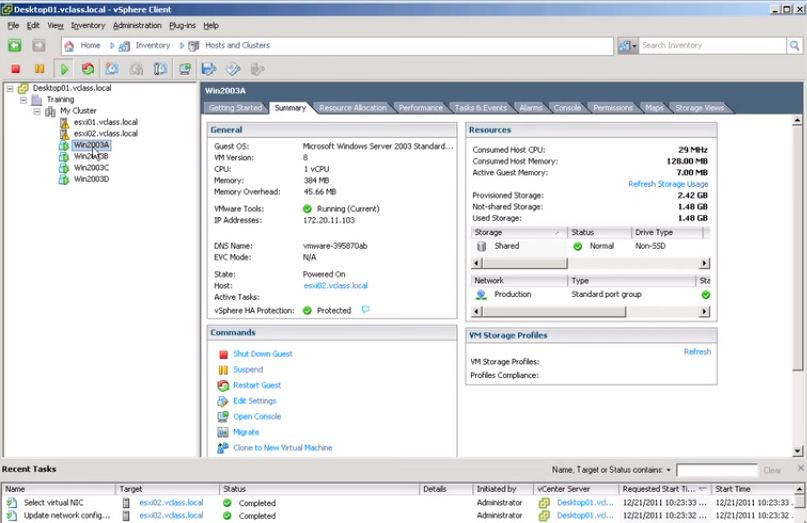 Desktop01.vclass.local - vSphere Client
File Edit View Inventory Administration Plug-ins Help
Home Inventory Hosts and Clusters Search Inventory
Desktop01.vclass.local
Training
My Cluster
esxi01.vclass.local
esxi02.vclass.local
Win2003A
Win2003B
Win2003C
Win2003D
Win2003A
Getting Started Summary Resource Allocation Performance Tasks & Events Alarms Console Permissions Maps Storage Views
General
Guest OS: Microsoft Windows Server 2003 Standard...
VM Version: 8
CPU: 1 vCPU
Memory: 384 MB
Memory Overhead: 45.66 MB
VMware Tools: Running (Current)
IP Addresses: 172.20.11.103
DNS Name: vmware-395870ab
EVC Mode: N/A
State: Powered On
Host: esxi02.vclass.local
Active Tasks:
vSphere HA Protection: Protected
Commands
Shut Down Guest
Suspend
Restart Guest
Edit Settings
Open Console
Migrate
Clone to New Virtual Machine
Resources
Consumed Host CPU: 29 MHz
Consumed Host Memory: 128.00 MB
Active Guest Memory: 7.00 MB
Refresh Storage Usage
Provisioned Storage: 2.42 GB
Not-shared Storage: 1.48 GB
Used Storage: 1.48 GB
Storage Status Drive Type
Shared Normal Non-SSD
Network Type Sta
Production Standard port group
VM Storage Profiles
Refresh
VM Storage Profiles:
Profiles Compliance:
Recent Tasks Name, Target or Status contains: Clear
Name Target Status Details Initiated by vCenter Server Requested Start Ti... Start Time
Select virtual NIC esxi02.vclass.local Completed Administrator Desktop01.vcl... 12/21/2011 10:23:33 12/21/2011 10:23:33 .
Update network config... esxi02.vclass.local Completed Administrator Desktop01.vcl... 12/21/2011 10:23:32 12/21/2011 10:23:32 .